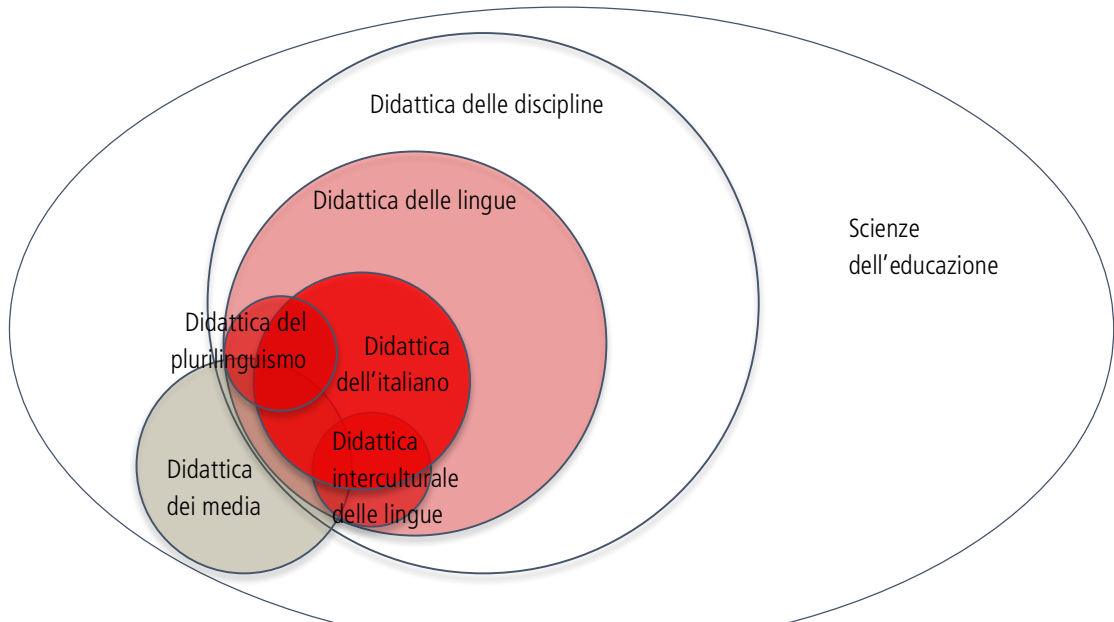 Didattica delle discipline
Didattica delle lingue
Scienze
dell’educazione
Didattica del
plurilinguismo
Didattica
dell’italiano
Didattica
interculturale
delle lingue
Didattica
dei media